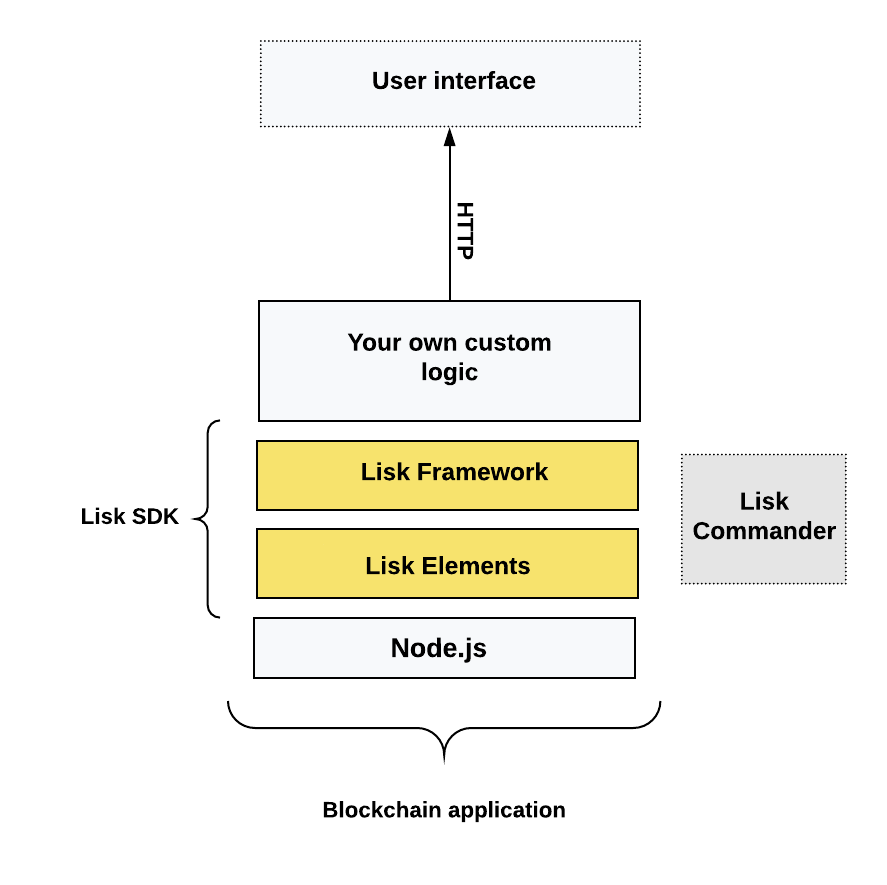 User interface
HTTP
Your own custom
logic
Lisk Framework
Lisk SDK
Lisk Elements
Lisk
Commander
Node.js
Blockchain application